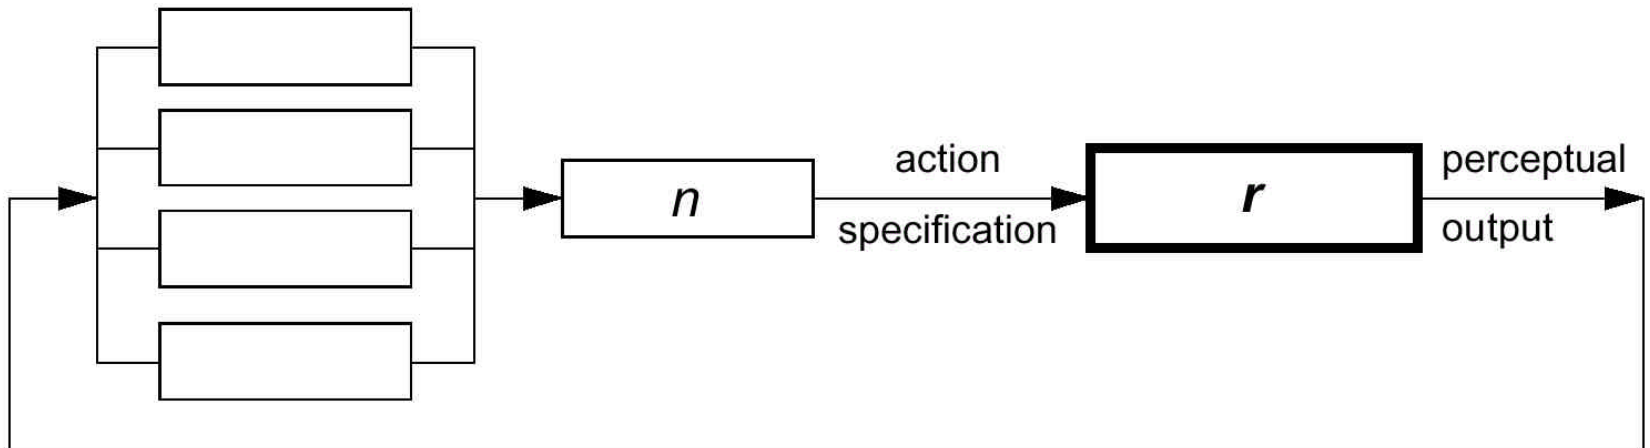 n
action
specification
r
perceptual
output